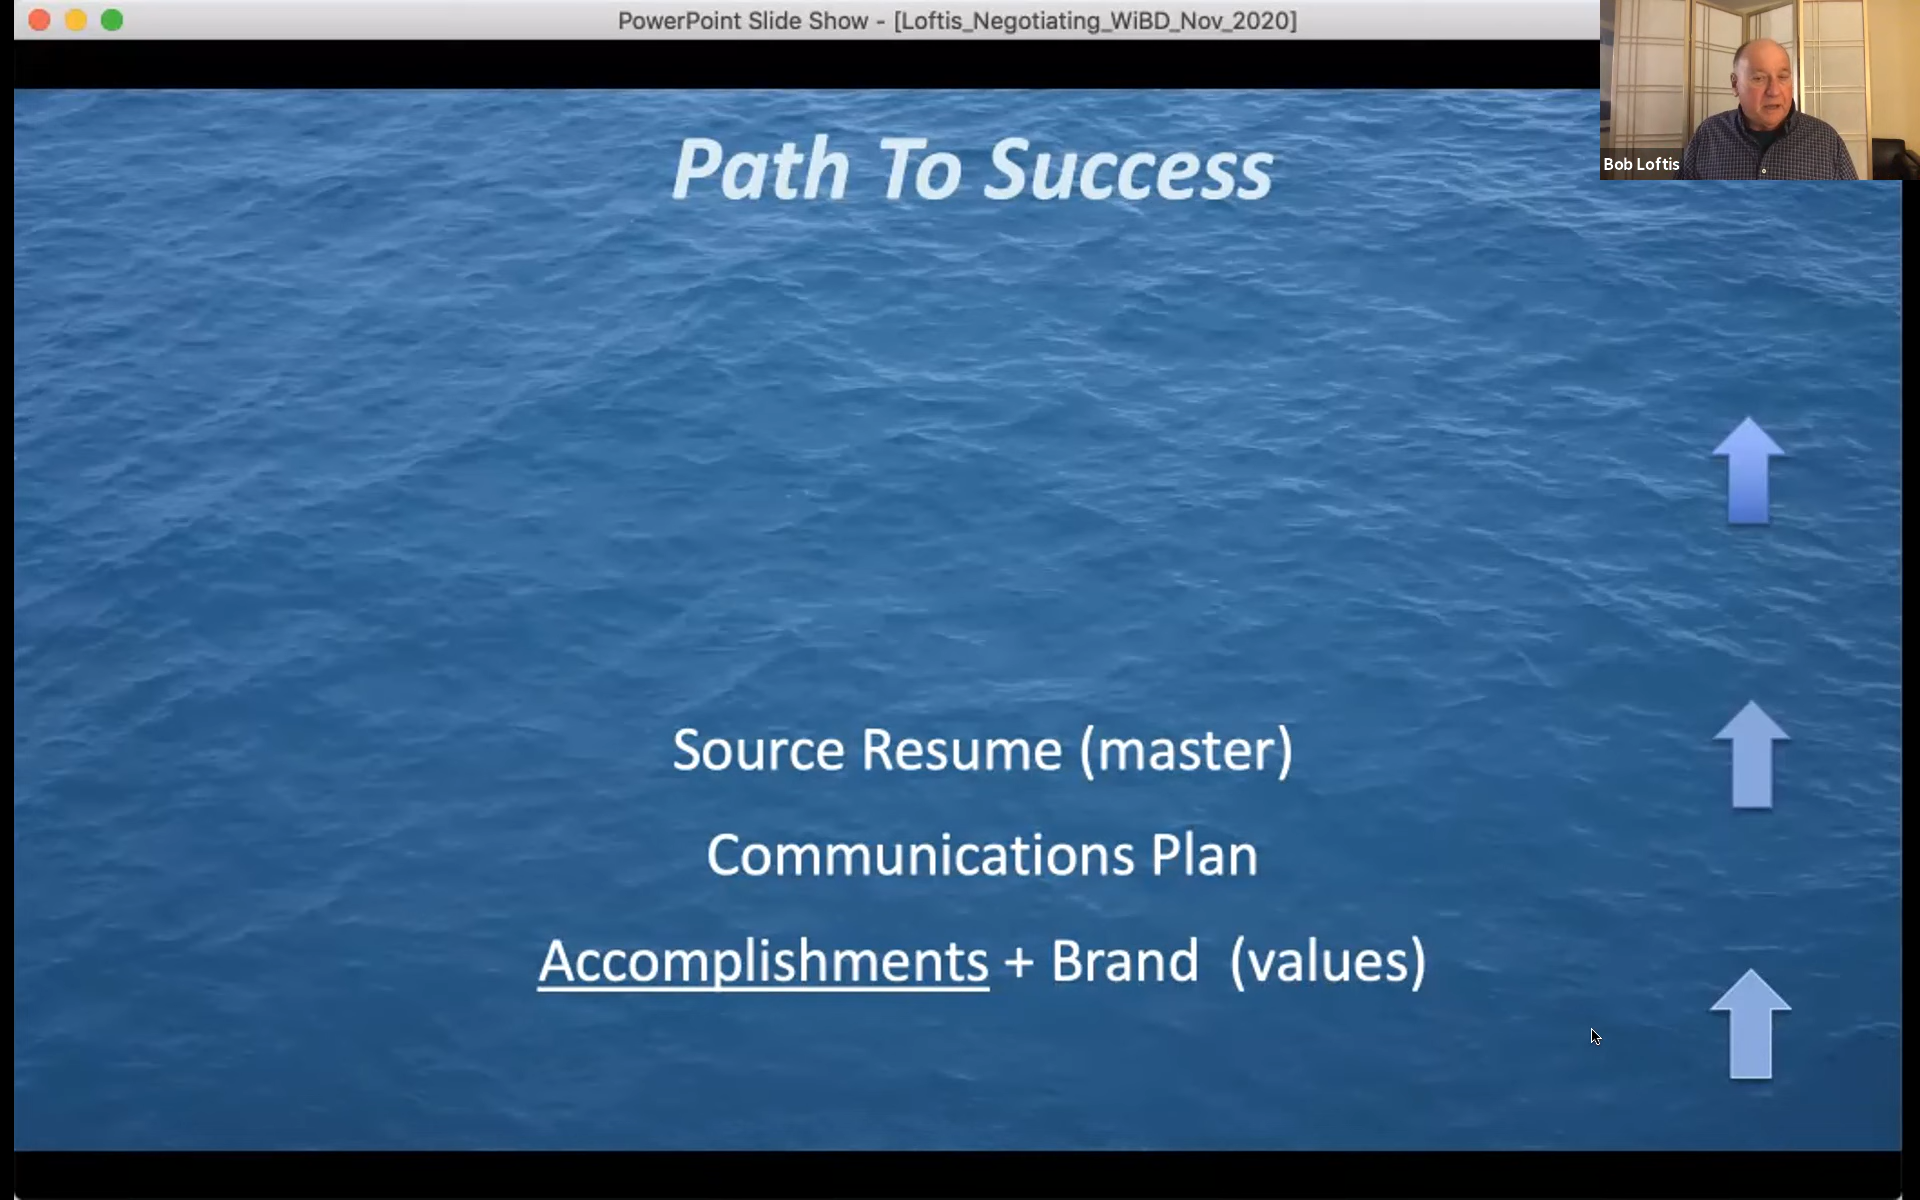 PowerPoint Slide Show - [Loftis_Negotiating_WiBD_Nov_2020]
Bob Loftis
Path To Success
Source Resume (master)
Communications Plan
Accomplishments + Brand (values)